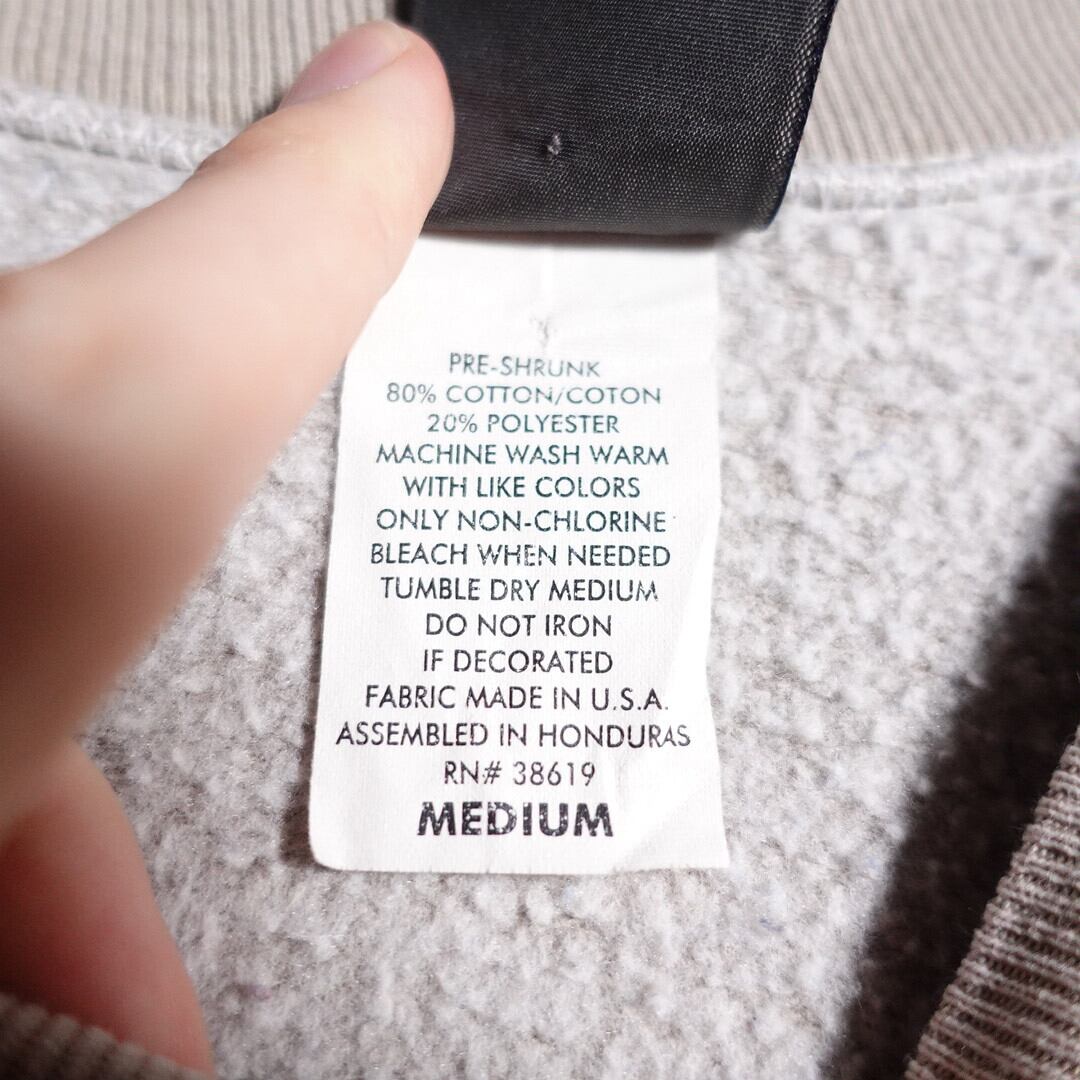 PRE-SHRUNK
80% COTTON/COTON
20% POLYESTER
MACHINE WASH WARM
WITH LIKE COLORS
ONLY NON-CHLORINE
BLEACH WHEN NEEDED
TUMBLE DRY MEDIUM
DO NOT IRON
IF DECORATED
FABRIC MADE IN U.S.A.
ASSEMBLED IN HONDURAS
RN# 38619
MEDIUM